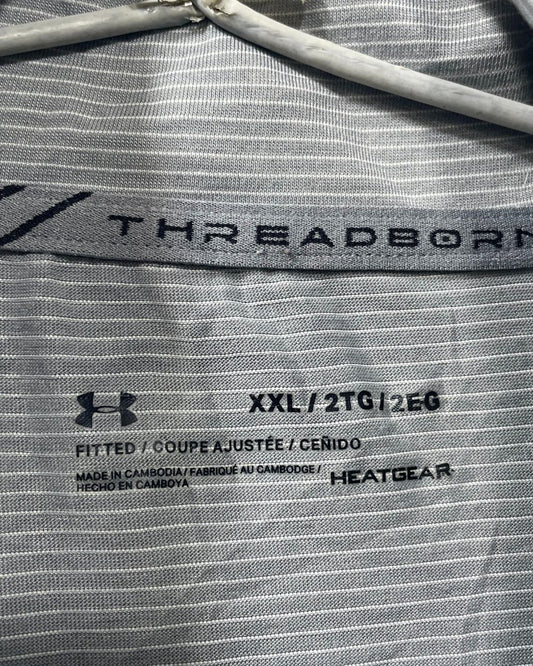 THREADBORN
XXL / 2TG / 2EG
FITTED / COUPE AJUSTÉE / CEÑIDO
MADE IN CAMBODIA / FABRIQUÉ AU CAMBODGE /
HECHO EN CAMBOYA
HEATGEAR